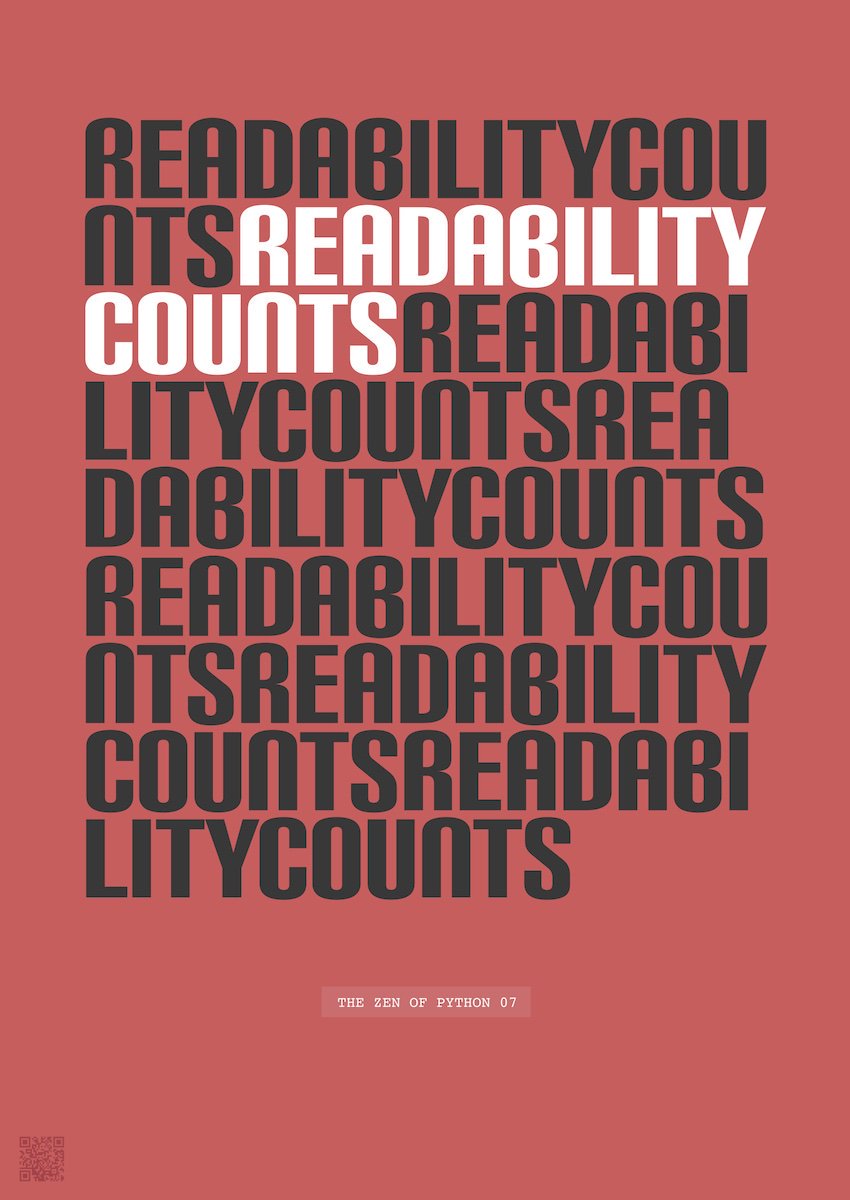 READABILITYCOU
NTSREADABILITY
COUNTSREADABI
LITYCOUNTSREA
DABILITYCOUNTS
READABILITYCOU
NTSREADABILITY
COUNTSREADABI
LITYCOUNTS
THE ZEN OF PYTHON 07